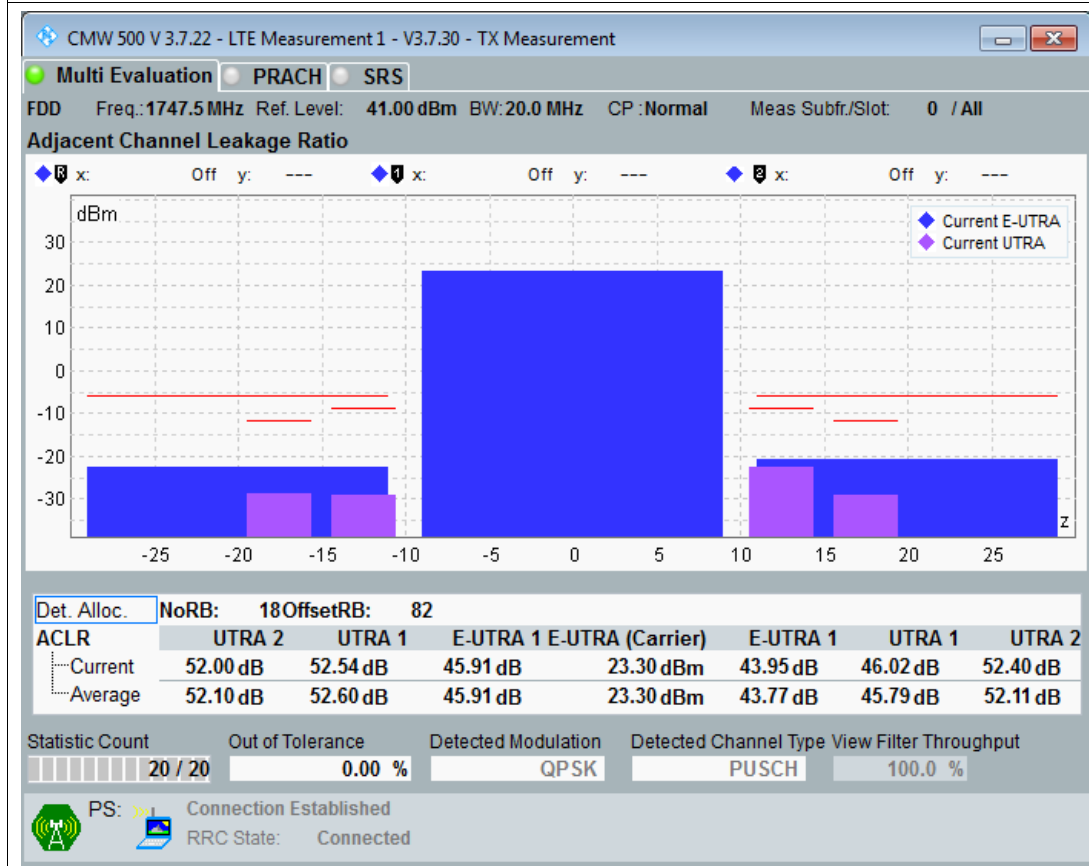 CMW 500 V 3.7.22 - LTE Measurement 1 - V3.7.30 - TX Measurement
Multi Evaluation PRACH SRS
FDD Freq.: 1747.5 MHz Ref. Level: 41.00 dBm BW: 20.0 MHz CP : Normal Meas Subfr./Slot: 0 / All
Adjacent Channel Leakage Ratio
R x: Off y: --- 1 x: Off y: --- 2 x: Off y: ---
dBm
Current E-UTRA
Current UTRA
30
20
10
0
-10
-20
-30
z
-25 -20 -15 -10 -5 0 5 10 15 20 25
Det. Alloc. NoRB: 18 OffsetRB: 82
ACLR UTRA 2 UTRA 1 E-UTRA 1 E-UTRA (Carrier) E-UTRA 1 UTRA 1 UTRA 2
Current 52.00 dB 52.54 dB 45.91 dB 23.30 dBm 43.95 dB 46.02 dB 52.40 dB
Average 52.10 dB 52.60 dB 45.91 dB 23.30 dBm 43.77 dB 45.79 dB 52.11 dB
Statistic Count Out of Tolerance Detected Modulation Detected Channel Type View Filter Throughput
20 / 20 0.00 % QPSK PUSCH 100.0 %
PS: Connection Established
RRC State: Connected